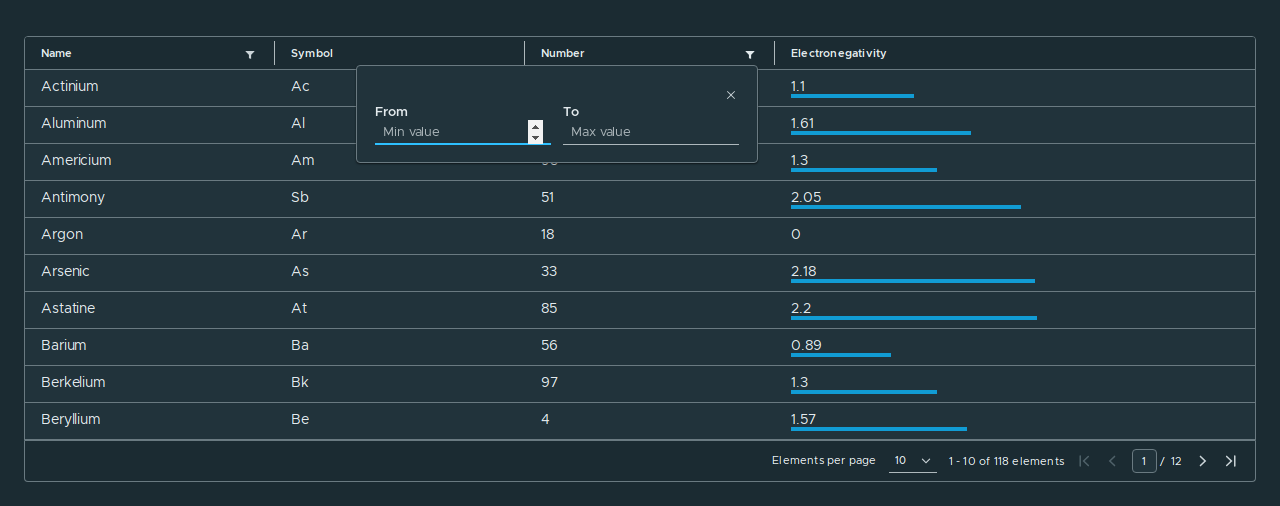 Name Symbol Number Electronegativity
Actinium Ac 1.1
From To
Min value Max value
Aluminum Al 1.61
Americium Am 1.3
Antimony Sb 51 2.05
Argon Ar 18 0
Arsenic As 33 2.18
Astatine At 85 2.2
Barium Ba 56 0.89
Berkelium Bk 97 1.3
Beryllium Be 4 1.57
Elements per page 10 1 - 10 of 118 elements 1 / 12